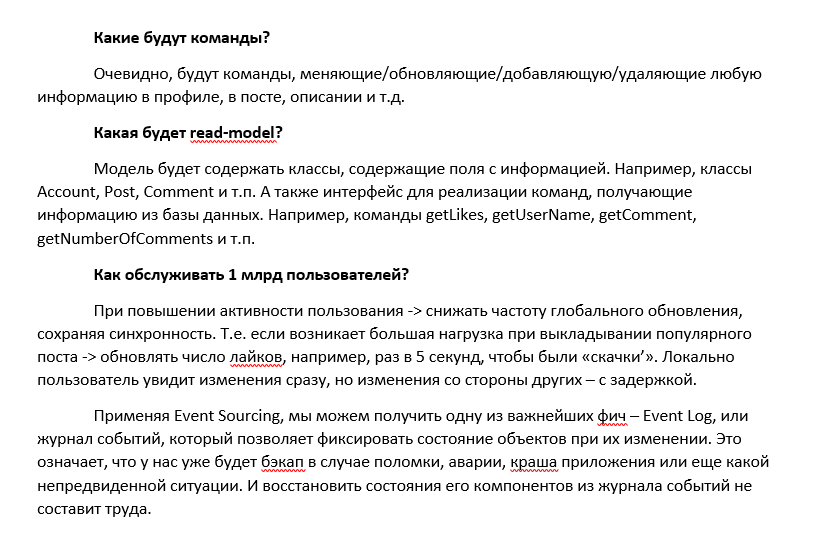 Какие будут команды?
Очевидно, будут команды, меняющие/обновляющие/добавляющую/удаляющие любую
информацию в профиле, в посте, описании и т.д.
Какая будет read-model?
Модель будет содержать классы, содержащие поля с информацией. Например, классы
Account, Post, Comment и т.п. А также интерфейс для реализации команд, получающие
информацию из базы данных. Например, команды getLikes, getUserName, getComment,
getNumberOfComments и т.п.
Как обслуживать 1 млрд пользователей?
При повышении активности пользования -> снижать частоту глобального обновления,
сохраняя синхронность. Т.е. если возникает большая нагрузка при выкладывании популярного
поста -> обновлять число лайков, например, раз в 5 секунд, чтобы были «скачки’». Локально
пользователь увидит изменения сразу, но изменения со стороны других – с задержкой.
Применяя Event Sourcing, мы можем получить одну из важнейших фич – Event Log, или
журнал событий, который позволяет фиксировать состояние объектов при их изменении. Это
означает, что у нас уже будет бэкап в случае поломки, аварии, краша приложения или еще какой
непредвиденной ситуации. И восстановить состояния его компонентов из журнала событий не
составит труда.